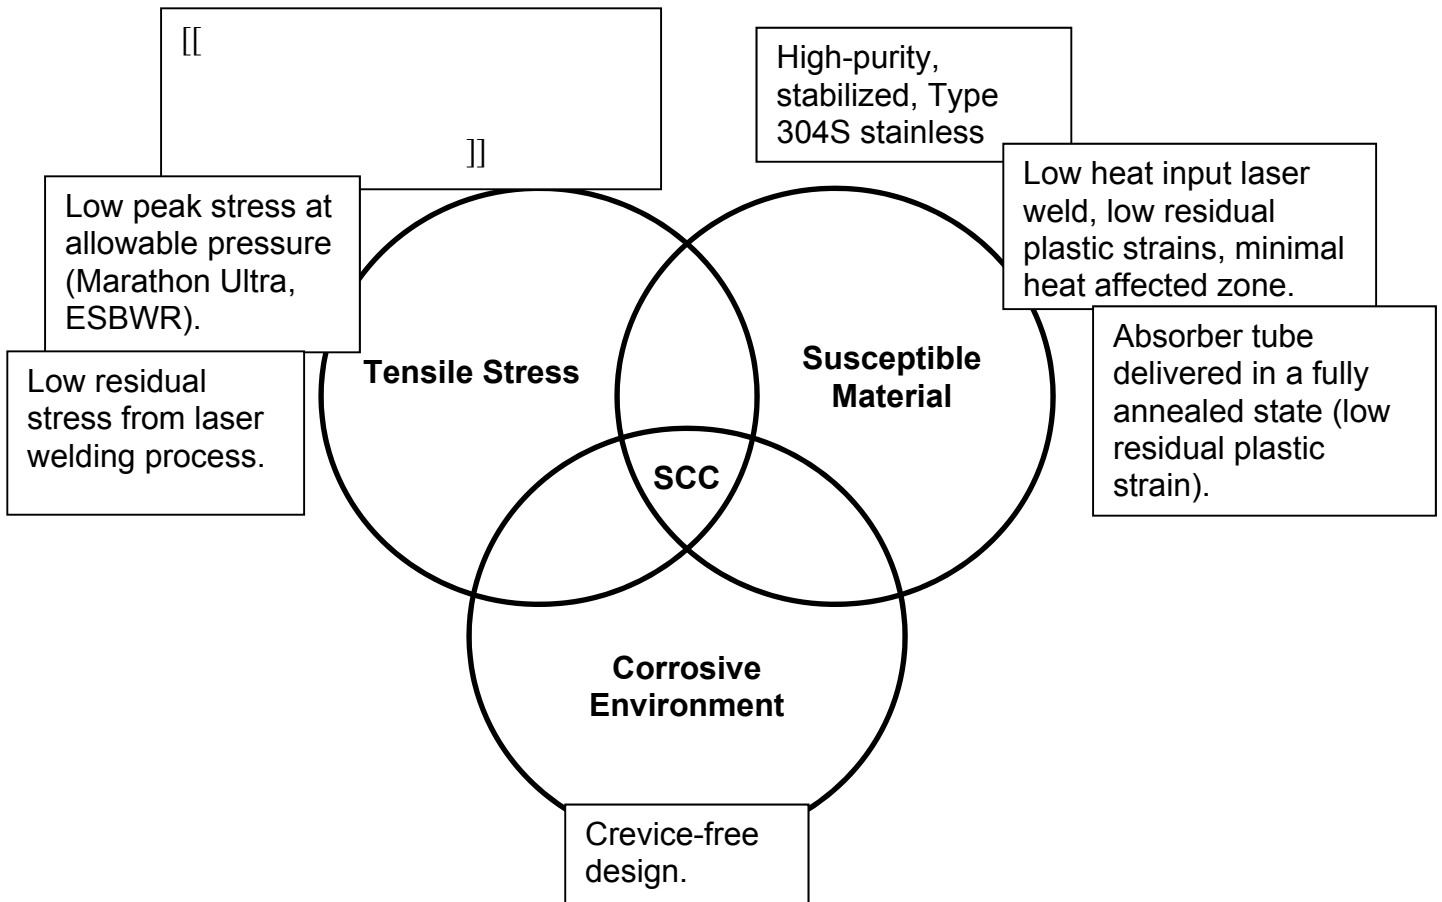 [[
]]
High-purity,
stabilized, Type
304S stainless
Low peak stress at
allowable pressure
(Marathon Ultra,
ESBWR).
Low heat input laser
weld, low residual
plastic strains, minimal
heat affected zone.
Low residual
stress from laser
welding process.
Absorber tube
delivered in a fully
annealed state (low
residual plastic
strain).
Tensile Stress
Susceptible
Material
SCC
Corrosive
Environment
Crevice-free
design.